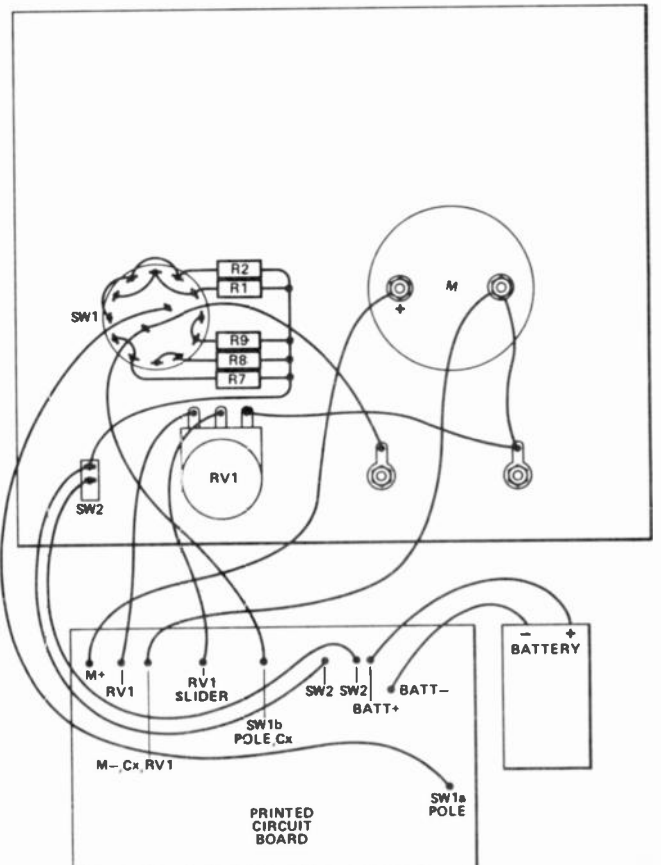 R2
R1
M
+
SW1
R9
R8
R7
RV1
SW2
- +
BATTERY
M+
RV1
RV1
SLIDER
SW2
SW2
BATT-
BATT+
SW1b
POLE, Cx
M-, Cx, RV1
SW1a
POLE
PRINTED
CIRCUIT
BOARD